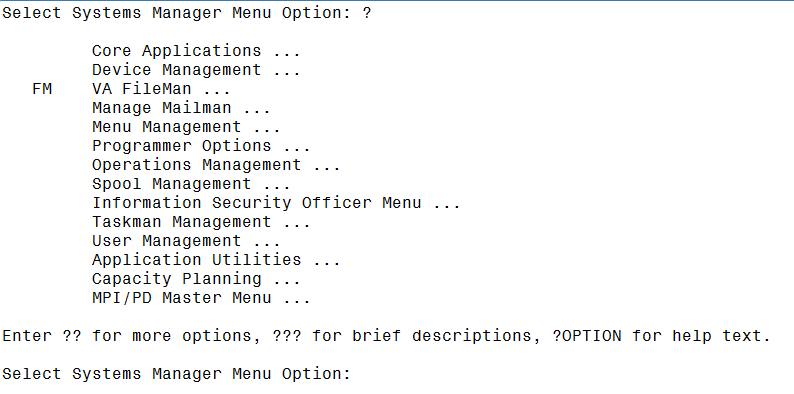 Select Systems Manager Menu Option: ?
Core Applications ...
Device Management ...
FM VA FileMan ...
Manage Mailman ...
Menu Management ...
Programmer Options ...
Operations Management ...
Spool Management ...
Information Security Officer Menu ...
Taskman Management ...
User Management ...
Application Utilities ...
Capacity Planning ...
MPI/PD Master Menu ...
Enter ?? for more options, ??? for brief descriptions, ?OPTION for help text.
Select Systems Manager Menu Option: